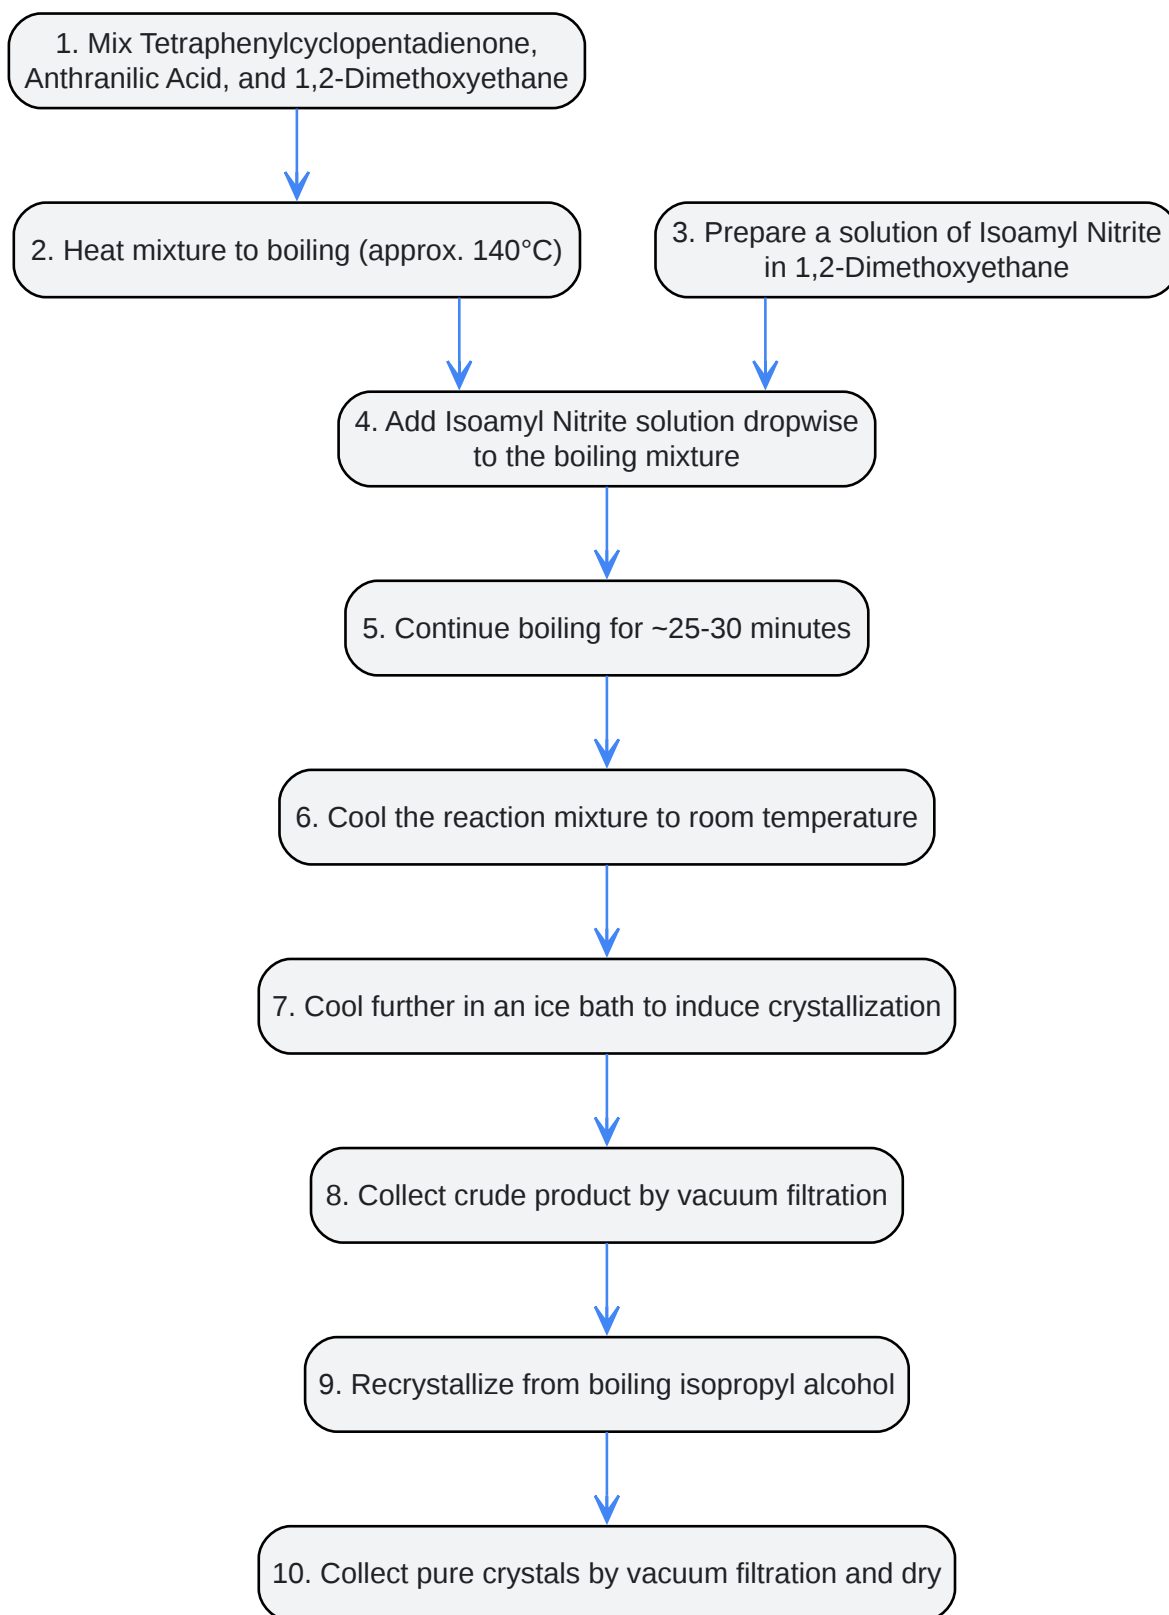 1. Mix Tetraphenylcyclopentadienone,
Anthranilic Acid, and 1,2-Dimethoxyethane
2. Heat mixture to boiling (approx. 140°C)
3. Prepare a solution of Isoamyl Nitrite
in 1,2-Dimethoxyethane
4. Add Isoamyl Nitrite solution dropwise
to the boiling mixture
5. Continue boiling for ~25-30 minutes
6. Cool the reaction mixture to room temperature
7. Cool further in an ice bath to induce crystallization
8. Collect crude product by vacuum filtration
9. Recrystallize from boiling isopropyl alcohol
10. Collect pure crystals by vacuum filtration and dry